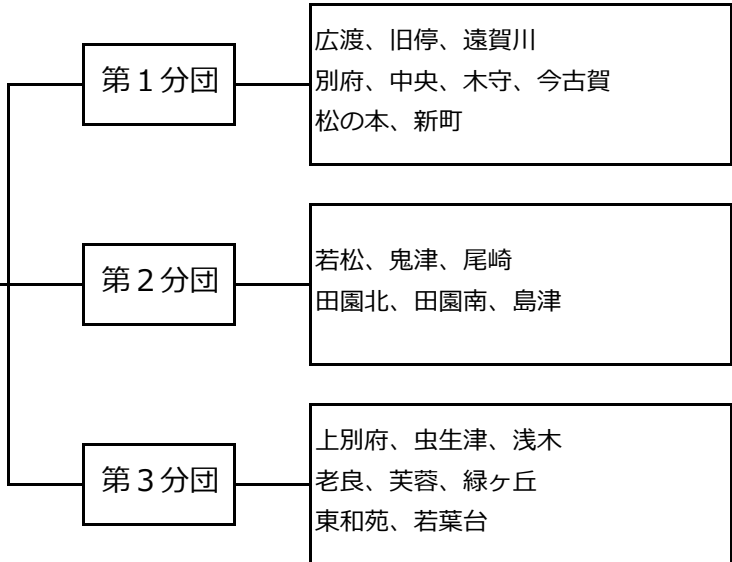 第１分団
広渡、旧停、遠賀川
別府、中央、木守、今古賀
松の本、新町
第２分団
若松、鬼津、尾崎
田園北、田園南、島津
第３分団
上別府、虫生津、浅木
老良、芙蓉、緑ヶ丘
東和苑、若葉台